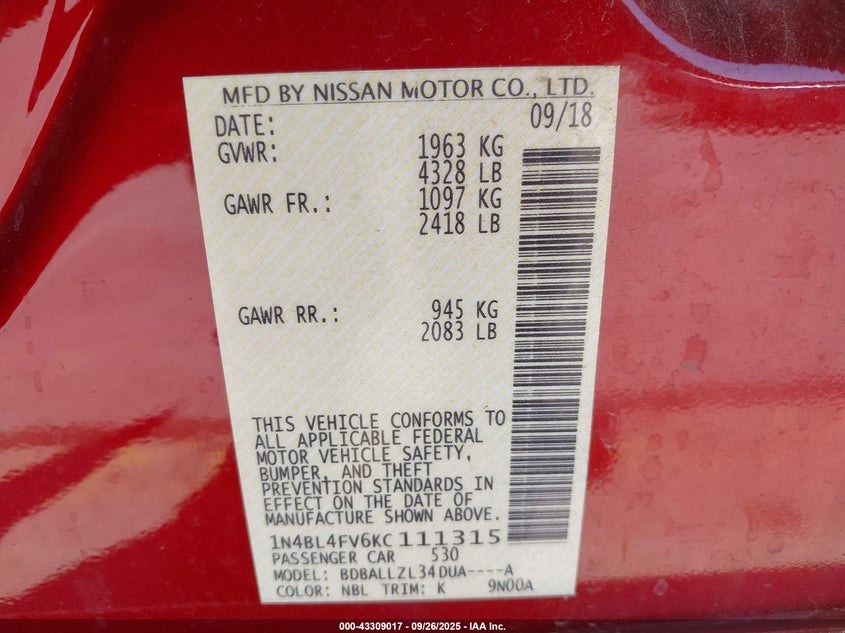 MFD BY NISSAN MOTOR CO., LTD.
DATE: 09/18
GVWR: 1963 KG
4328 LB
GAWR FR.: 1097 KG
2418 LB
GAWR RR.: 945 KG
2083 LB
THIS VEHICLE CONFORMS TO
ALL APPLICABLE FEDERAL
MOTOR VEHICLE SAFETY,
BUMPER, AND THEFT
PREVENTION STANDARDS IN
EFFECT ON THE DATE OF
MANUFACTURE SHOWN ABOVE.
1N4BL4FV6KC111315
PASSENGER CAR 530
MODEL: BDBALLZL34DUA----A
COLOR: NBL TRIM: K 9N00A
000-43309017 - 09/26/2025 - IAA Inc.